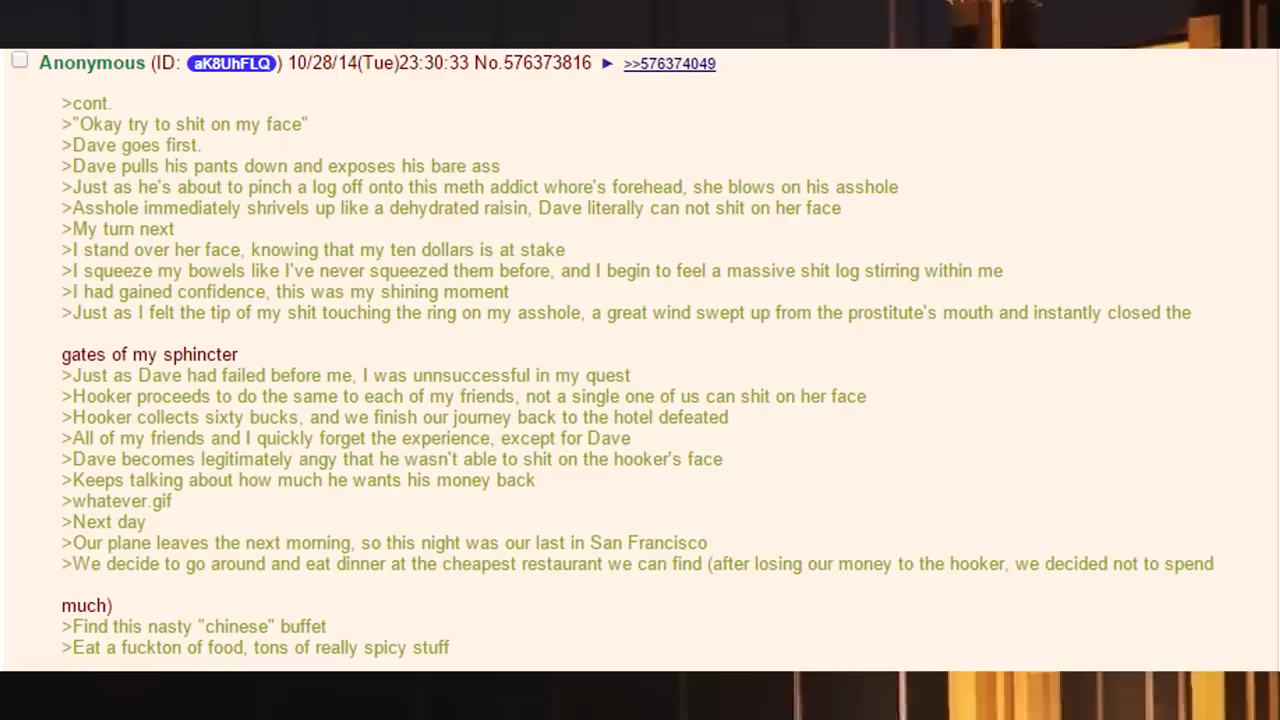 Anonymous (ID: aK8UhFLQ) 10/28/14(Tue)23:30:33 No.576373816 ► >>576374049
>cont.
>"Okay try to shit on my face"
>Dave goes first.
>Dave pulls his pants down and exposes his bare ass
>Just as he's about to pinch a log off onto this meth addict whore's forehead, she blows on his asshole
>Asshole immediately shrivels up like a dehydrated raisin, Dave literally can not shit on her face
>My turn next
>I stand over her face, knowing that my ten dollars is at stake
>I squeeze my bowels like I've never squeezed them before, and I begin to feel a massive shit log stirring within me
>I had gained confidence, this was my shining moment
>Just as I felt the tip of my shit touching the ring on my asshole, a great wind swept up from the prostitute's mouth and instantly closed the
gates of my sphincter
>Just as Dave had failed before me, I was unnsuccessful in my quest
>Hooker proceeds to do the same to each of my friends, not a single one of us can shit on her face
>Hooker collects sixty bucks, and we finish our journey back to the hotel defeated
>All of my friends and I quickly forget the experience, except for Dave
>Dave becomes legitimately angy that he wasn't able to shit on the hooker's face
>Keeps talking about how much he wants his money back
>whatever.gif
>Next day
>Our plane leaves the next morning, so this night was our last in San Francisco
>We decide to go around and eat dinner at the cheapest restaurant we can find (after losing our money to the hooker, we decided not to spend
much)
>Find this nasty "chinese" buffet
>Eat a fuckton of food, tons of really spicy stuff